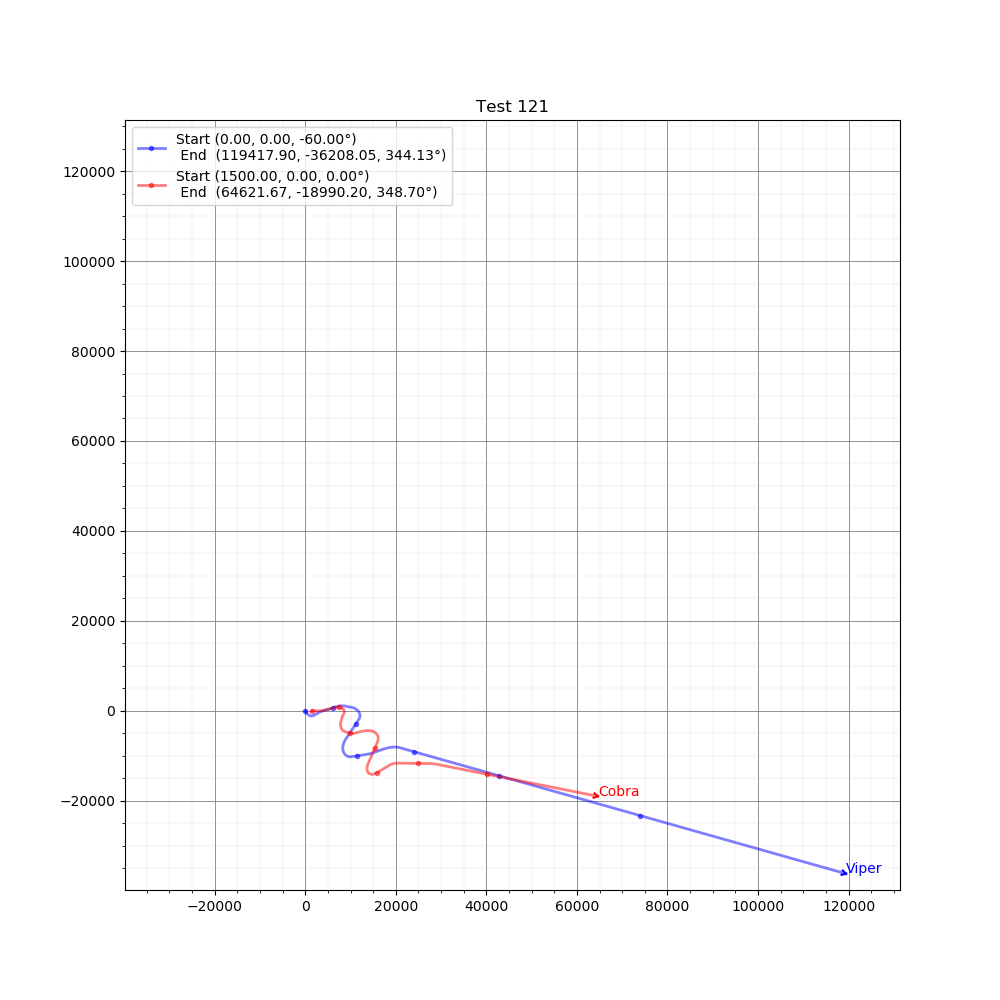 Test 121
Start (0.00, 0.00, -60.00°)
End (119417.90, -36208.05, 344.13°)
Start (1500.00, 0.00, 0.00°)
End (64621.67, -18990.20, 348.70°)
120000
100000
80000
60000
40000
20000
0
−20000
Cobra
Viper
−20000 0 20000 40000 60000 80000 100000 120000